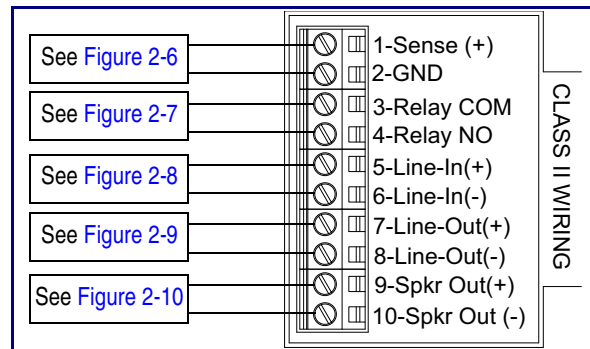 See Figure 2-6
See Figure 2-7
See Figure 2-8
See Figure 2-9
See Figure 2-10
1-Sense (+)
2-GND
3-Relay COM
4-Relay NO
5-Line-In(+)
6-Line-In(-)
7-Line-Out(+)
8-Line-Out(-)
9-Spkr Out(+)
10-Spkr Out (-)
CLASS II WIRING